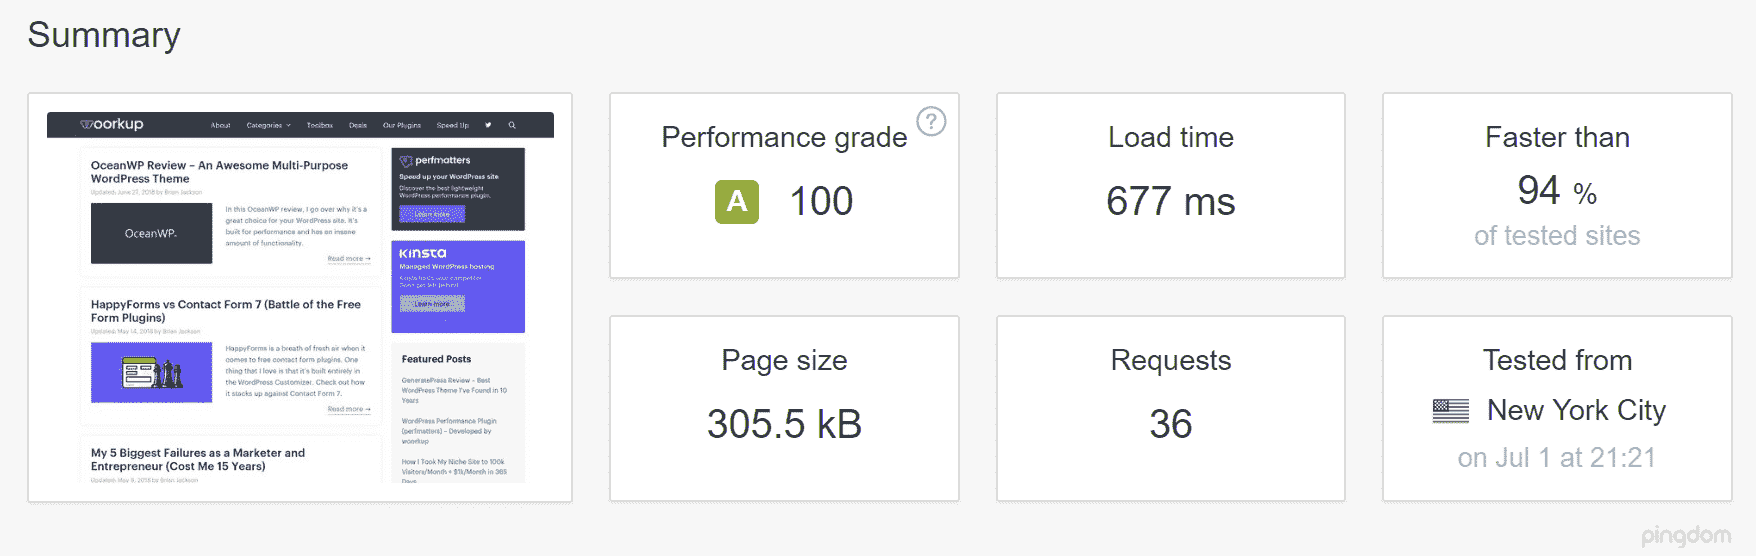 Summary
woorkup
About Categories Toolbox Deals Our Plugins Speed Up
OceanWP Review – An Awesome Multi-Purpose
WordPress Theme
Updated: June 27, 2018 by Brian Jackson
OceanWP.
In this OceanWP review, I go over why it's a
great choice for your WordPress site. It's
built for performance and has an insane
amount of functionality.
Read more →
HappyForms vs Contact Form 7 (Battle of the Free
Form Plugins)
Updated: May 14, 2018 by Brian Jackson
HappyForms is a breath of fresh air when it
comes to free contact form plugins. One
thing that I love is that it's built entirely in
the WordPress Customizer. Check out how
it stacks up against Contact Form 7.
Read more →
My 5 Biggest Failures as a Marketer and
Entrepreneur (Cost Me 15 Years)
Updated: May 9, 2018 by Brian Jackson
perfmatters
Speed up your WordPress site
Discover the best lightweight
WordPress performance plugin.
Learn more
KINSTA
Managed WordPress hosting
Learn more
Featured Posts
GeneratePress Review – Best
WordPress Theme I've Found in 10
Years
WordPress Performance Plugin
(perfmatters) – Developed by
woorkup
How I Took My Niche Site to 100k
Visitors/Month + $1k/Month in 365
Days
Performance grade ?
A 100
Load time
677 ms
Faster than
94 %
of tested sites
Page size
305.5 kB
Requests
36
Tested from
New York City
on Jul 1 at 21:21
pingdom